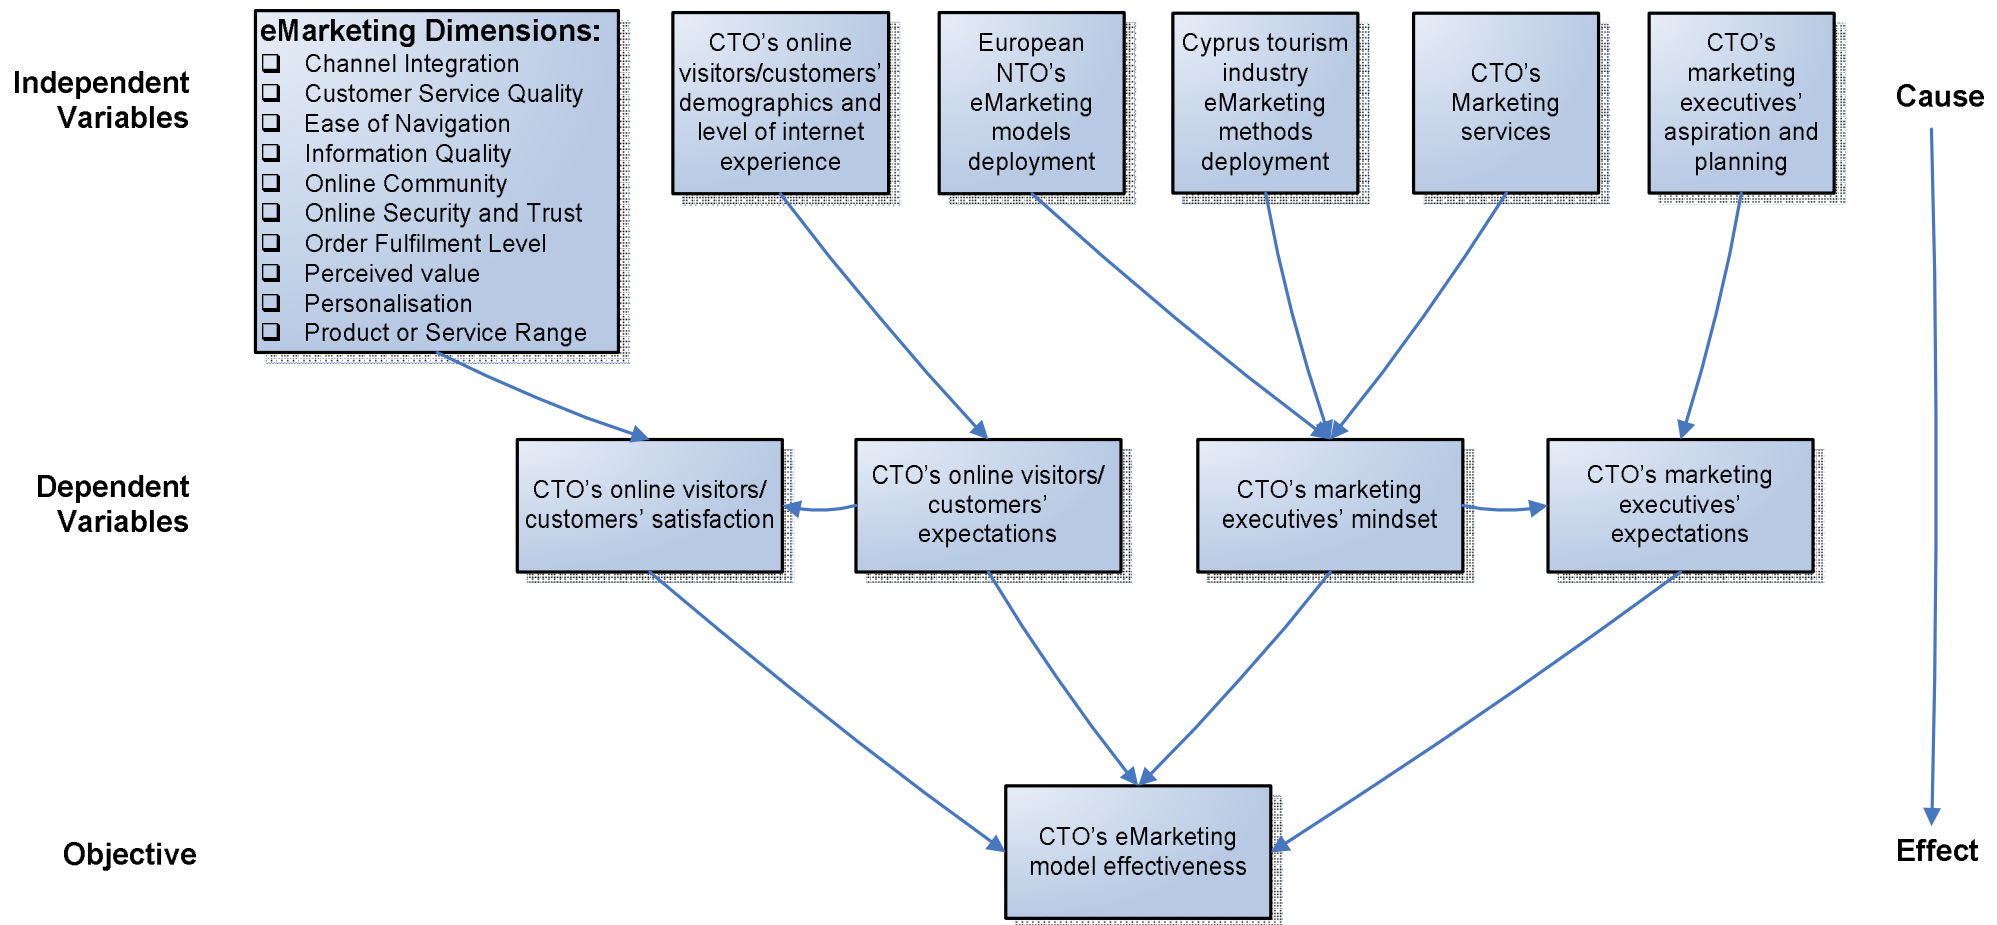 Independent
Variables
eMarketing Dimensions:
Channel Integration
Customer Service Quality
Ease of Navigation
Information Quality
Online Community
Online Security and Trust
Order Fulfilment Level
Perceived value
Personalisation
Product or Service Range
CTO’s online
visitors/customers’
demographics and
level of internet
experience
European
NTO’s
eMarketing
models
deployment
Cyprus tourism
industry
eMarketing
methods
deployment
CTO’s
Marketing
services
CTO’s
marketing
executives’
aspiration and
planning
Cause
Dependent
Variables
CTO’s online visitors/
customers’ satisfaction
CTO’s online visitors/
customers’
expectations
CTO’s marketing
executives’ mindset
CTO’s marketing
executives’
expectations
Objective
CTO’s eMarketing
model effectiveness
Effect